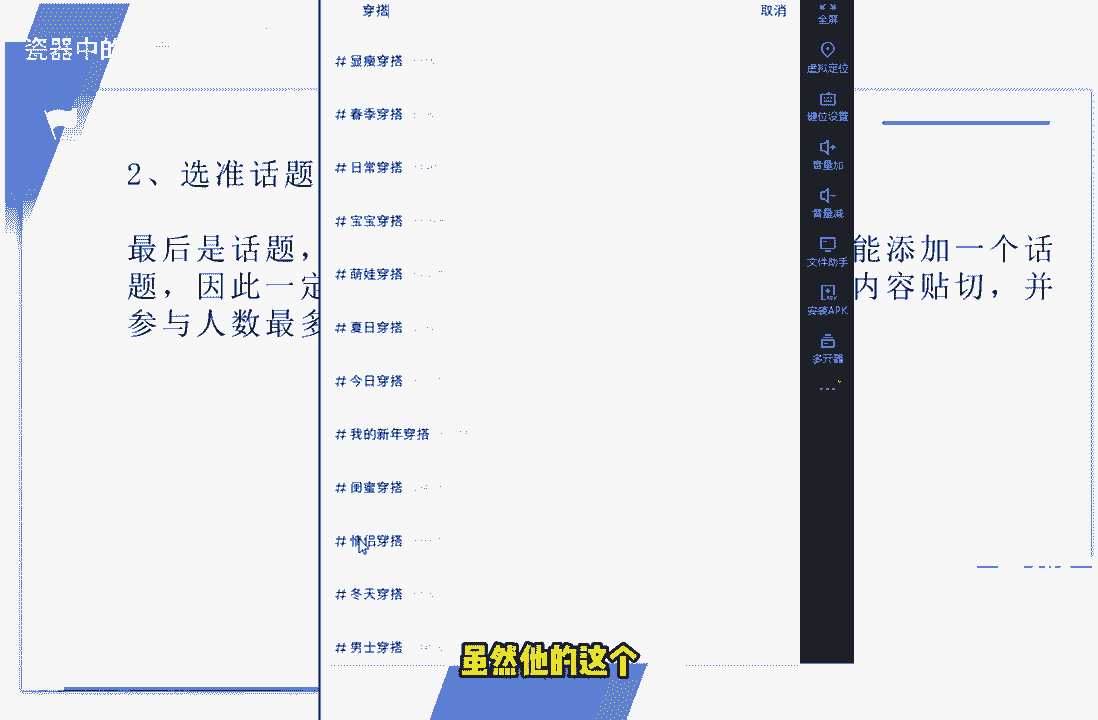 瓷器中的
2、选准话题
最后是话题，
能添加一个话
题，因此一定
内容贴切，并
参与人数最多
穿搭
取消
# 显瘦穿搭
# 春季穿搭
# 日常穿搭
# 宝宝穿搭
# 萌娃穿搭
# 夏日穿搭
# 今日穿搭
# 我的新年穿搭
# 闺蜜穿搭
# 情侣穿搭
# 冬天穿搭
# 男士穿搭
全屏
虚拟定位
键位设置
音量加
音量减
文件助手
安装APK
多开器
虽然他的这个